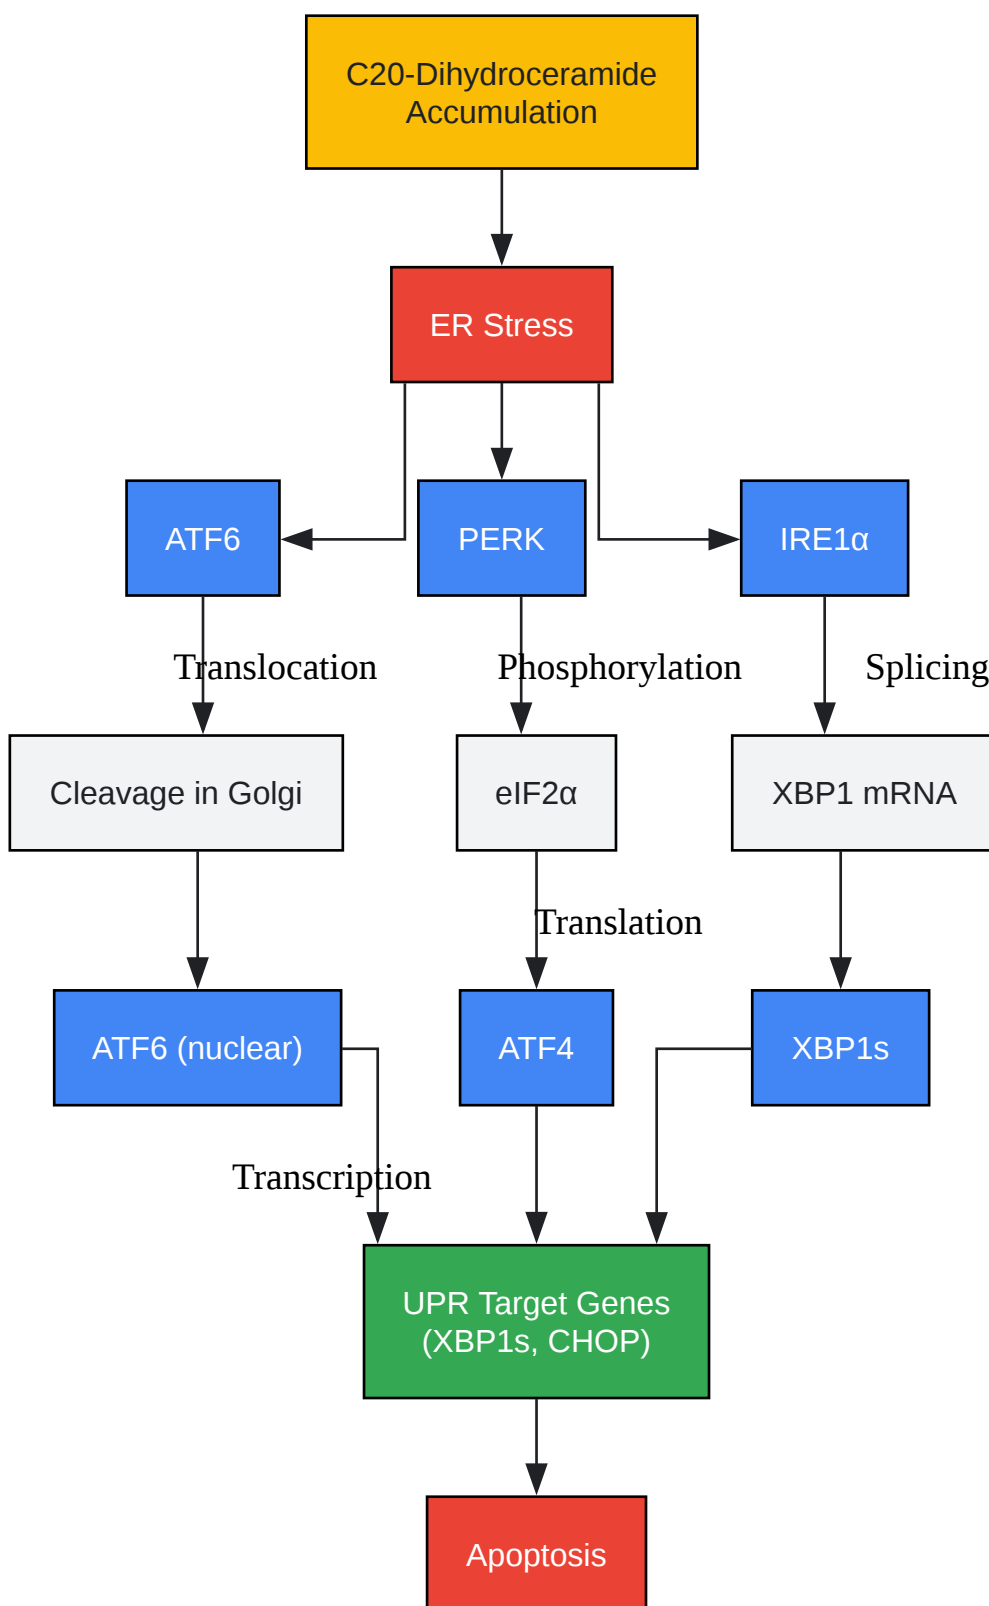 C20-Dihydroceramide
Accumulation
ER Stress
ATF6
PERK
IRE1α
Translocation
Phosphorylation
Splicing
Cleavage in Golgi
eIF2α
XBP1 mRNA
Translation
ATF6 (nuclear)
ATF4
XBP1s
Transcription
UPR Target Genes
(XBP1s, CHOP)
Apoptosis